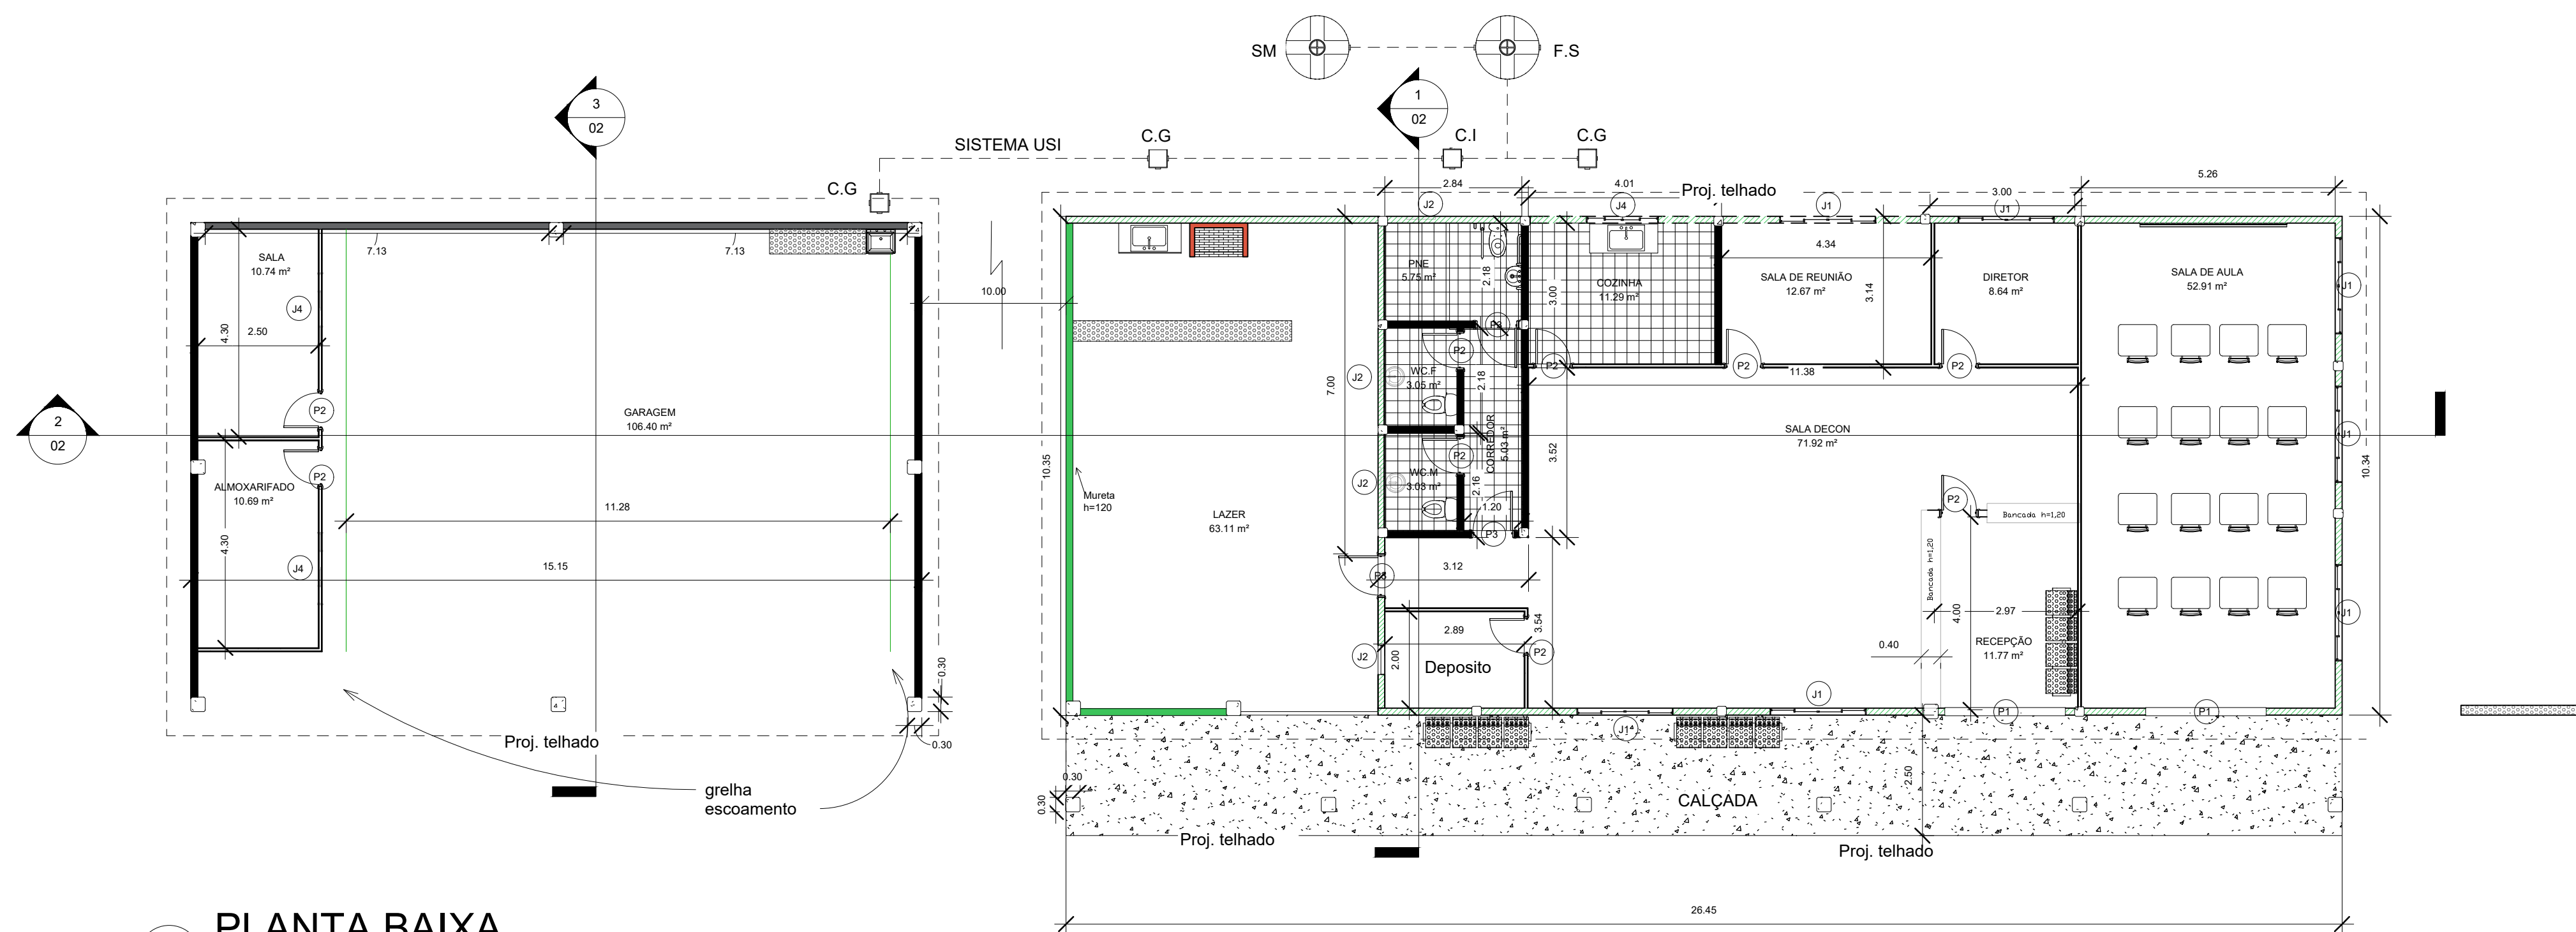 SM
F.S
3
02
1
02
SISTEMA USI
C.G
C.I
C.G
C.G
2.84
4.01
Proj. telhado
3.00
5.26
J2
J4
J1
J1
7.13
7.13
SALA
10.74 m²
J4
4.30
2.50
10.00
PNE
5.75 m²
2.18
3.00
COZINHA
11.29 m²
4.34
SALA DE REUNIÃO
12.67 m²
3.14
DIRETOR
8.64 m²
SALA DE AULA
52.91 m²
J1
P2
P2
P2
P2
11.38
J2
7.00
WC.F
3.05 m²
2.18
2
02
P2
GARAGEM
106.40 m²
CORREDOR
5.03 m²
SALA DECON
71.92 m²
3.52
J1
10.35
10.34
P2
P2
WC.M
3.03 m²
2.16
J2
ALMOXARIFADO
10.69 m²
Mureta
h=120
LAZER
63.11 m²
1.20
P3
P2
Bancada h=1,20
Bancada h=1,20
11.28
4.30
J4
15.15
3.12
4.00
2.97
J1
3.54
2.89
2.00
Deposito
P2
J2
0.40
RECEPÇÃO
11.77 m²
0.30
0.30
J1
J1
P1
P1
Proj. telhado
grelha
escoamento
0.30
0.30
2.50
CALÇADA
Proj. telhado
Proj. telhado
26.45
PLANTA BAIXA